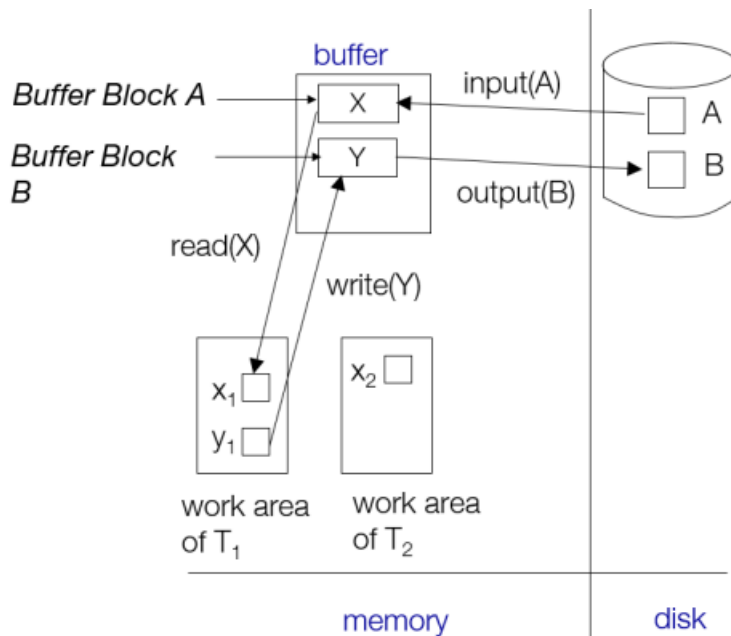 buffer
Buffer Block A
X
input(A)
A
Buffer Block
B
Y
output(B)
B
read(X)
write(Y)
x₁
x₂
y₁
work area
of T₁
work area
of T₂
memory
disk